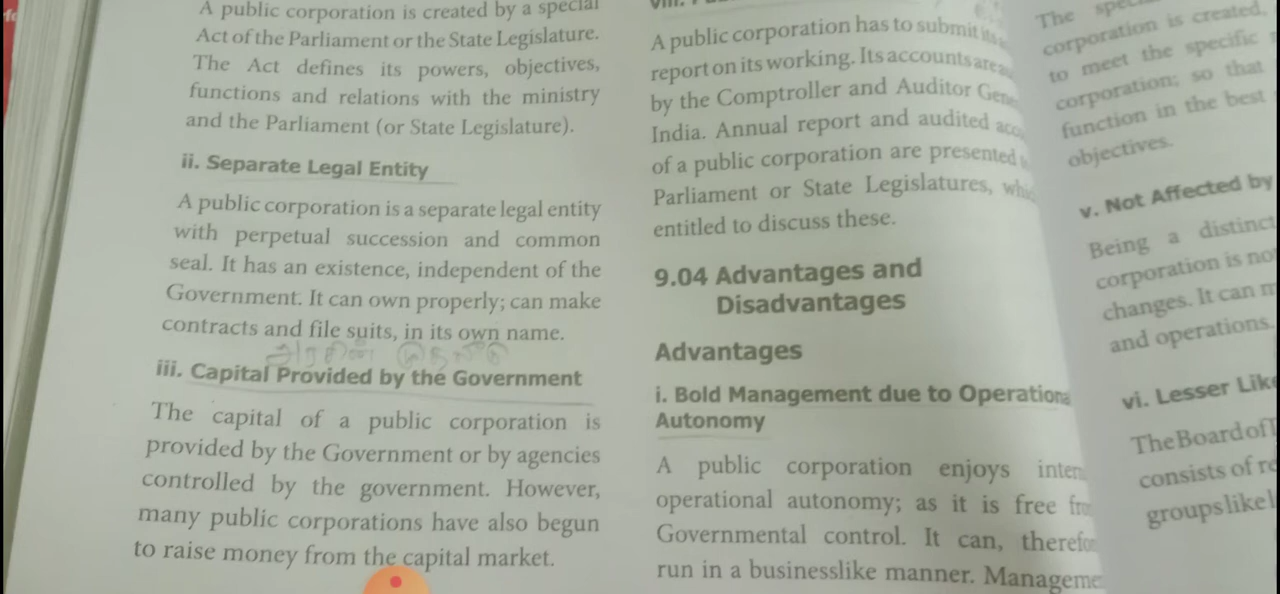 A public corporation is created by a special
Act of the Parliament or the State Legislature.
The Act defines its powers, objectives,
functions and relations with the ministry
and the Parliament (or State Legislature).
ii. Separate Legal Entity
A public corporation is a separate legal entity
with perpetual succession and common
seal. It has an existence, independent of the
Government. It can own properly; can make
contracts and file suits, in its own name.
iii. Capital Provided by the Government
The capital of a public corporation is
provided by the Government or by agencies
controlled by the government. However,
many public corporations have also begun
to raise money from the capital market.
A public corporation has to submit its
report on its working. Its accounts are
by the Comptroller and Auditor
India. Annual report and audited
of a public corporation are presented
Parliament or State Legislatures,
entitled to discuss these.
9.04 Advantages and
Disadvantages
Advantages
i. Bold Management due to
Autonomy
A public corporation enjoys
operational autonomy; as it is free
Governmental control. It can,
run in a businesslike manner.
The
corporation is created,
to meet the specific
corporation; so that
function in the best
objectives.
v. Not Affected by
Being a distinct
corporation is
changes. It can
and operations.
vi. Lesser
The Board of
consists of
groups like